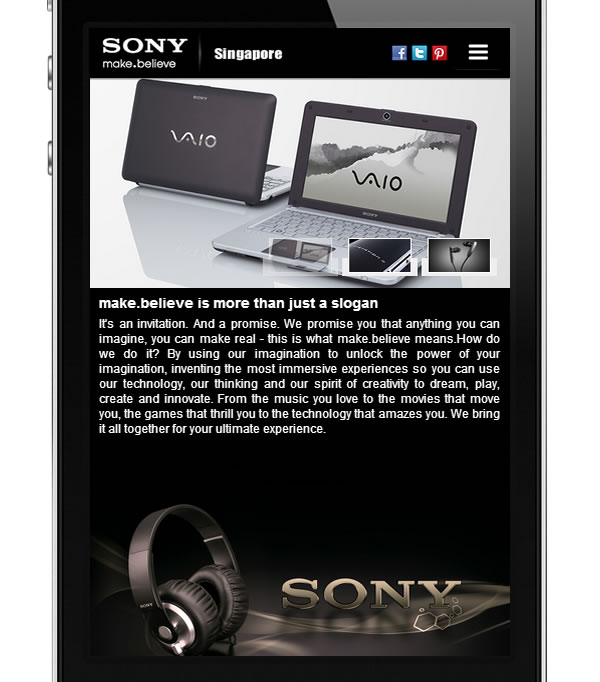 SONY
make.believe
Singapore
SONY
VAIO
VAIO
SONY
make.believe is more than just a slogan
It's an invitation. And a promise. We promise you that anything you can
imagine, you can make real - this is what make.believe means.How do
we do it? By using our imagination to unlock the power of your
imagination, inventing the most immersive experiences so you can use
our technology, our thinking and our spirit of creativity to dream, play,
create and innovate. From the music you love to the movies that move
you, the games that thrill you to the technology that amazes you. We bring
it all together for your ultimate experience.
SONY
SONY